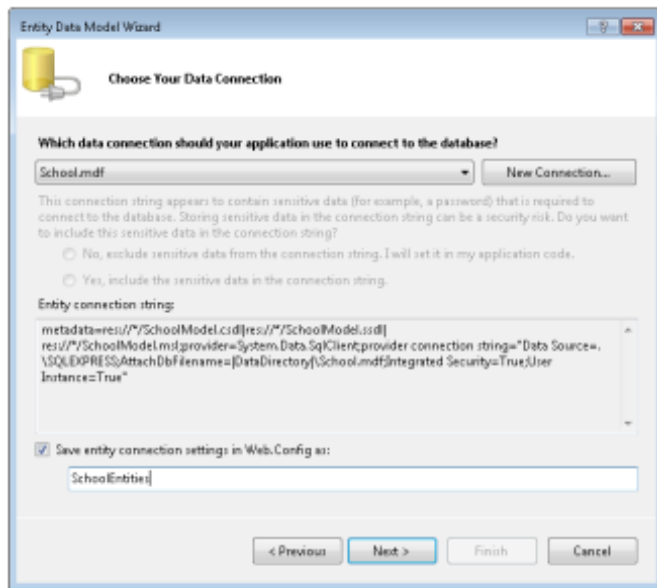 Entity Data Model Wizard
Choose Your Data Connection
Which data connection should your application use to connect to the database?
School.mdf
New Connection...
This connection string appears to contain sensitive data (for example, a password) that is required to
connect to the database. Storing sensitive data in the connection string can be a security risk. Do you want
to include this sensitive data in the connection string?
No, exclude sensitive data from the connection string. I will set it in my application code.
Yes, include the sensitive data in the connection string.
Entity connection string:
metadata=res://*/SchoolModel.csdl|res://*/SchoolModel.ssdl|
res://*/SchoolModel.msl;provider=System.Data.SqlClient;provider connection string="Data Source=.
\SQLEXPRESS;AttachDbFilename=|DataDirectory|\School.mdf;Integrated Security=True;User
Instance=True"
Save entity connection settings in Web.Config as:
SchoolEntities
< Previous
Next >
Finish
Cancel